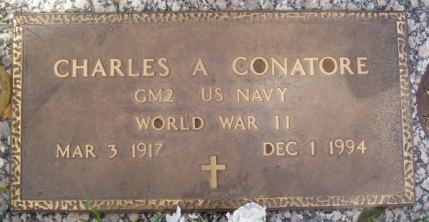 CHARLES A CONATORE
GM2 US NAVY
WORLD WAR II
MAR 3 1917 DEC 1 1994